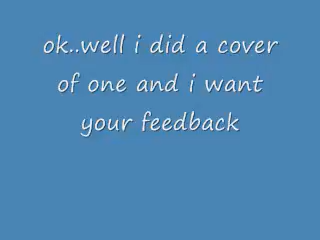 ok..well i did a cover
of one and i want
your feedback